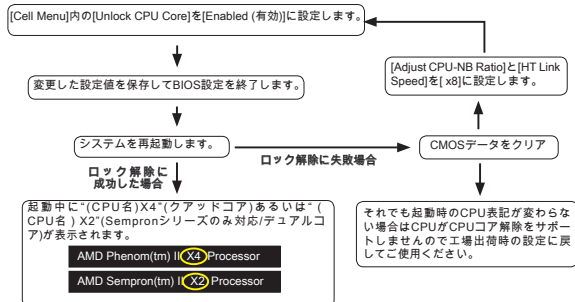 [Cell Menu]内の[Unlock CPU Core]を[Enabled (有効)]に設定します。
[Adjust CPU-NB Ratio]と[HT Link
Speed]を[ x8]に設定します。
変更した設定値を保存してBIOS設定を終了します。
システムを再起動します。
ロック解除に失敗場合
CMOSデータをクリア
ロック解除に
成功した場合
起動中に“(CPU名)X4”(クアッドコア)あるいは“ (
CPU名 ) X2”(Sempronシリーズのみ対応/デュアルコ
ア)が表示されます。
AMD Phenom(tm) II X4 Processor
AMD Sempron(tm) II X2 Processor
それでも起動時のCPU表記が変わらな
い場合はCPUがCPUコア解除をサポー
トしませんので工場出荷時の設定に戻
してご使用ください。